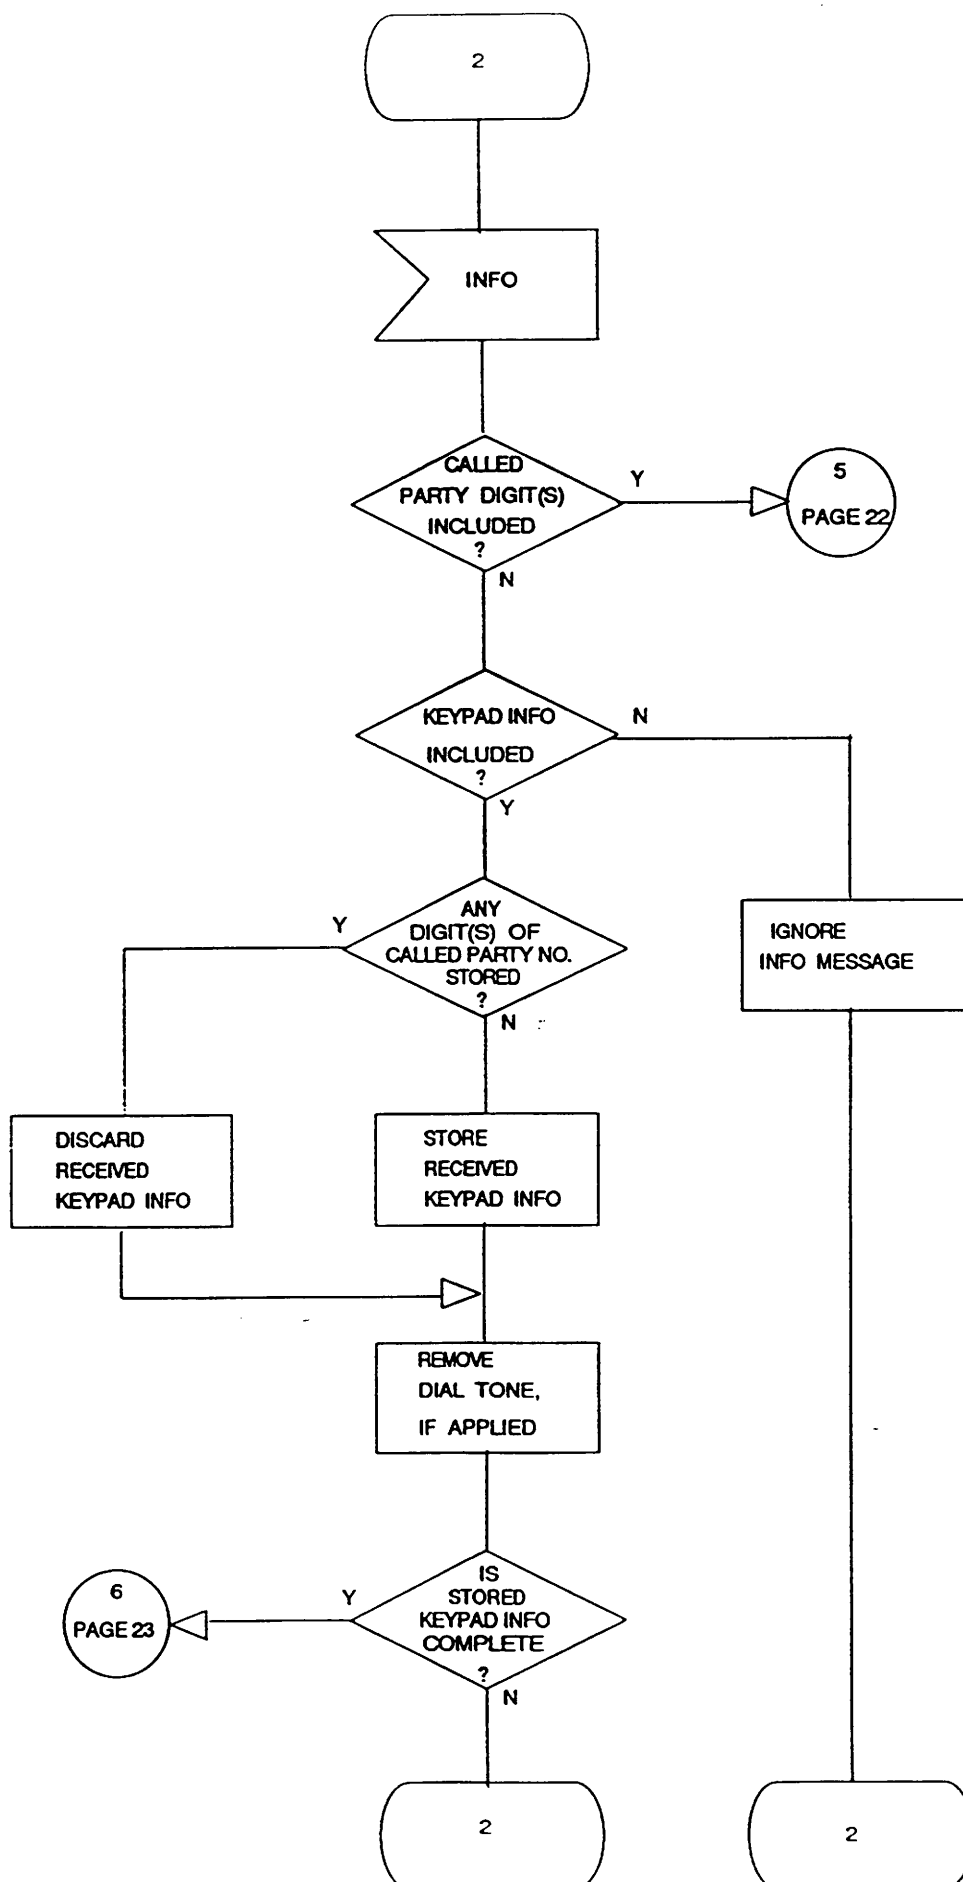 2
INFO
CALLED
PARTY DIGIT(S)
INCLUDED
?
Y
5
PAGE 22
N
KEYPAD INFO
INCLUDED
?
N
Y
ANY
DIGIT(S) OF
CALLED PARTY NO.
STORED
?
Y
N
IGNORE
INFO MESSAGE
DISCARD
RECEIVED
KEYPAD INFO
STORE
RECEIVED
KEYPAD INFO
REMOVE
DIAL TONE,
IF APPLIED
IS
STORED
KEYPAD INFO
COMPLETE
?
Y
6
PAGE 23
N
2
2